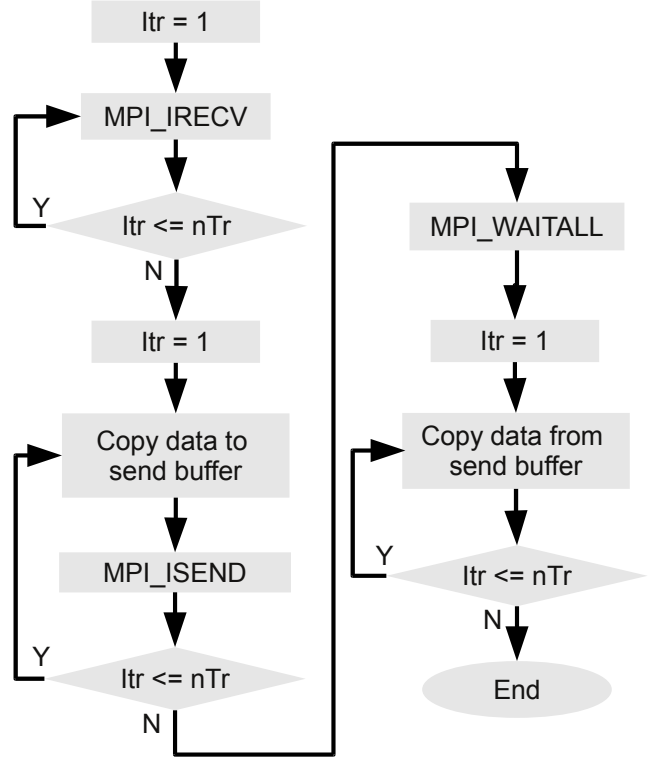 Itr = 1
MPI_IRECV
Y
Itr <= nTr
N
Itr = 1
Copy data to
send buffer
MPI_ISEND
Y
Itr <= nTr
N
MPI_WAITALL
Itr = 1
Copy data from
send buffer
Y
Itr <= nTr
N
End